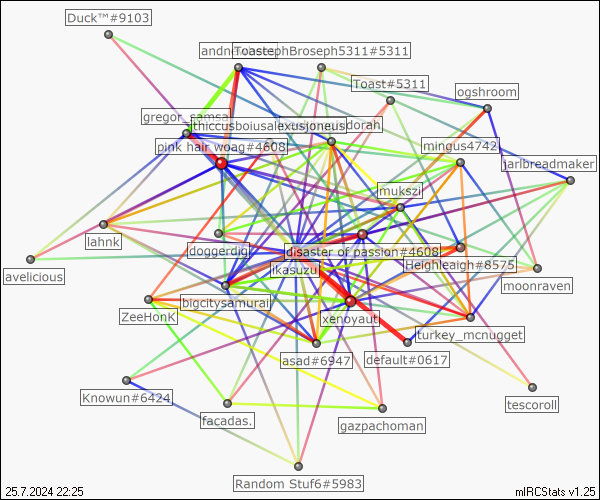 Duck™#9103
ToastephBroseph5311#5311
Toast#5311
ogshroom
gregor_samsa
thiccusboiusalexusjoneus
dorah
pink hair woag#4608
mingus4742
jarbreadmaker
mukszi
lahnk
doggerdig
disaster of passion#4608
ikasuzu
Heighleaigh#8575
avelicious
moonraven
bigcitysamurai
ZeeHonK
xenoyaut
turkey_mcnugget
asad#6947
default#0617
Knowun#6424
tescoroll
facadas.
gazpachoman
Random Stuf6#5983
25.7.2024 22:25
mIRCStats v1.25